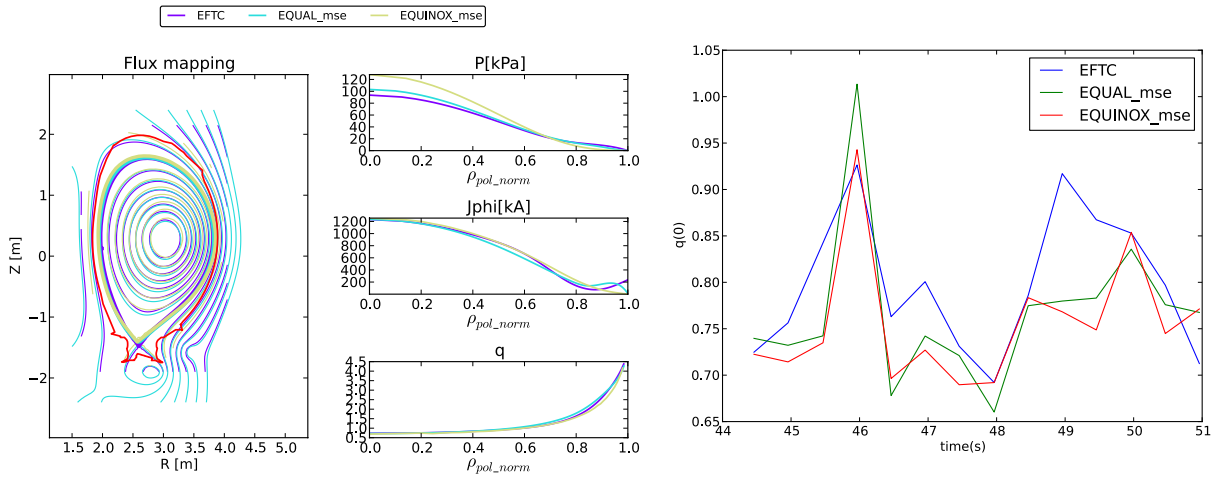 EFTC EQUAL_mse EQUINOX_mse
Flux mapping
2
1
0
−1
−2
Z [m]
1.5 2.0 2.5 3.0 3.5 4.0 4.5 5.0
R [m]
P[kPa]
120
100
80
60
40
20
0
0.0 0.2 0.4 0.6 0.8 1.0
ρpol_norm
Jphi[kA]
1200
1000
800
600
400
200
0.0 0.2 0.4 0.6 0.8 1.0
ρpol_norm
q
4.5
4.0
3.5
3.0
2.5
2.0
1.5
1.0
0.5
0.0 0.2 0.4 0.6 0.8 1.0
ρpol_norm
1.05
1.00
0.95
0.90
0.85
0.80
0.75
0.70
0.65
q(0)
44 45 46 47 48 49 50 51
time(s)
EFTC
EQUAL_mse
EQUINOX_mse